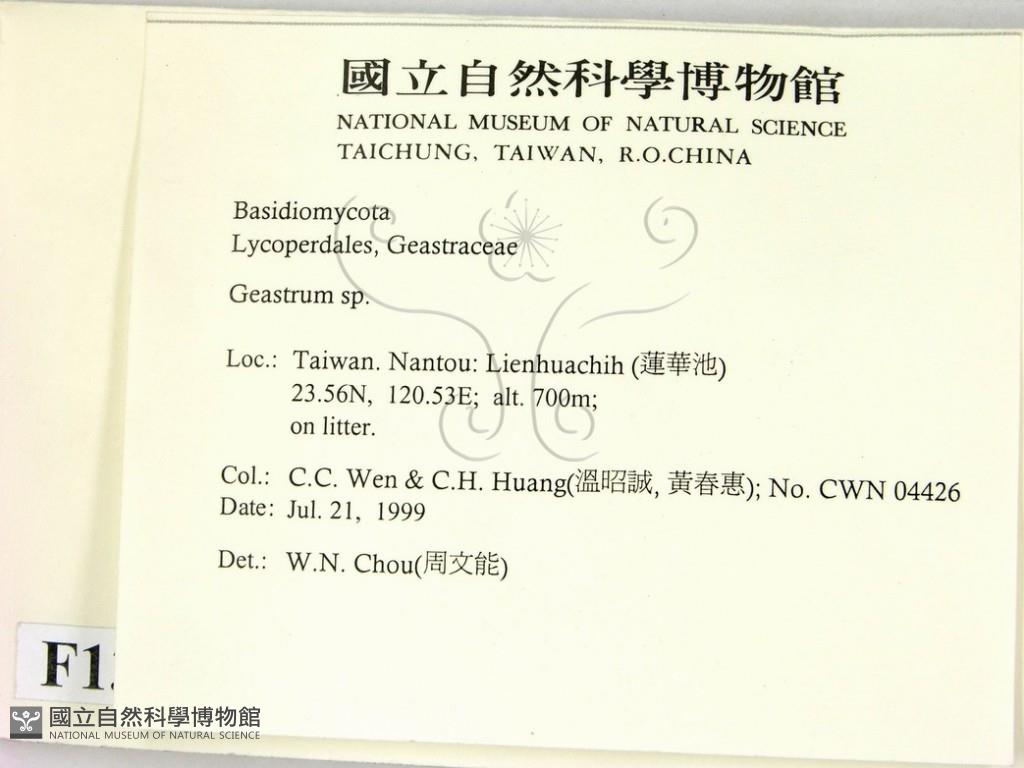 國立自然科學博物館
NATIONAL MUSEUM OF NATURAL SCIENCE
TAICHUNG, TAIWAN, R.O.CHINA
Basidiomycota
Lycoperdales, Geastraceae
Geastrum sp.
Loc.: Taiwan. Nantou: Lienhuachih (蓮華池)
23.56N, 120.53E; alt. 700m;
on litter.
Col.: C.C. Wen & C.H. Huang(溫昭誠, 黃春惠); No. CWN 04426
Date: Jul. 21, 1999
Det.: W.N. Chou(周文能)
國立自然科學博物館
NATIONAL MUSEUM OF NATURAL SCIENCE